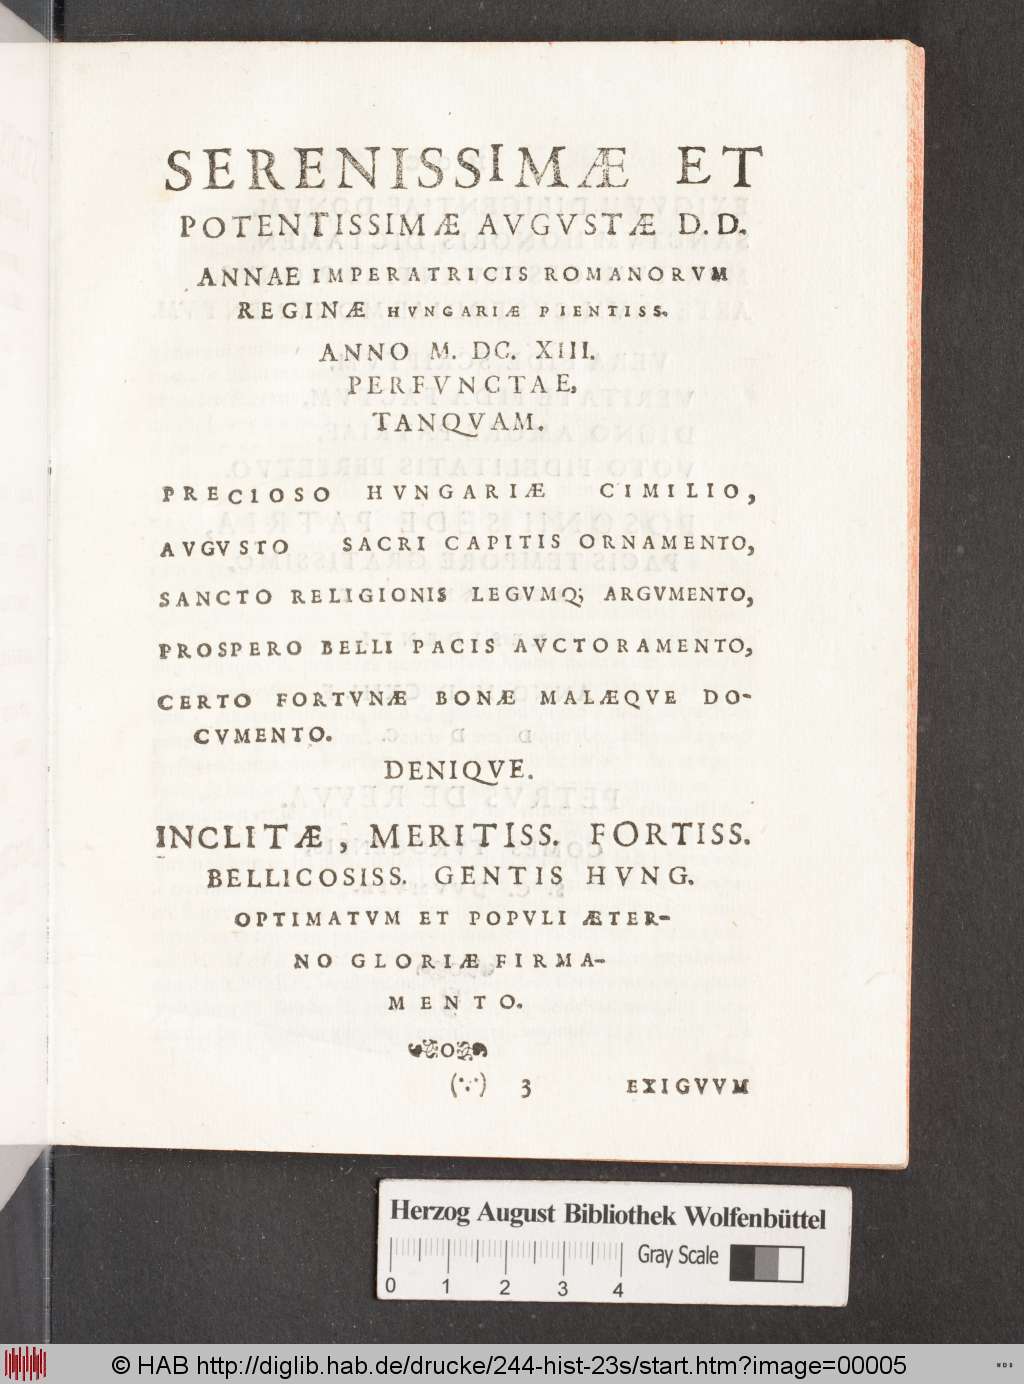 SERENISSIMÆ ET
POTENTISSIMÆ AVGVSTÆ D.D.
ANNAE IMPERATRICIS ROMANORVM
REGINÆ HVNGARIÆ PIENTISS.
ANNO M. DC. XIII.
PERFVNCTAE,
TANQVAM.
PRECIOSO HVNGARIÆ CIMILIO,
AVGVSTO SACRI CAPITIS ORNAMENTO,
SANCTO RELIGIONIS LEGVMQ; ARGVMENTO,
PROSPERO BELLI PACIS AVCTORAMENTO,
CERTO FORTVNÆ BONÆ MALÆQVE DO-
CVMENTO.
DENIQVE.
INCLITÆ, MERITISS. FORTISS.
BELLICOSISS. GENTIS HVNG.
OPTIMATVM ET POPVLI ÆTER-
NO GLORIÆ FIRMA-
MENTO.
(∵) 3 EXIGVVM
Herzog August Bibliothek Wolfenbüttel
Gray Scale
0 1 2 3 4
© HAB http://diglib.hab.de/drucke/244-hist-23s/start.htm?image=00005